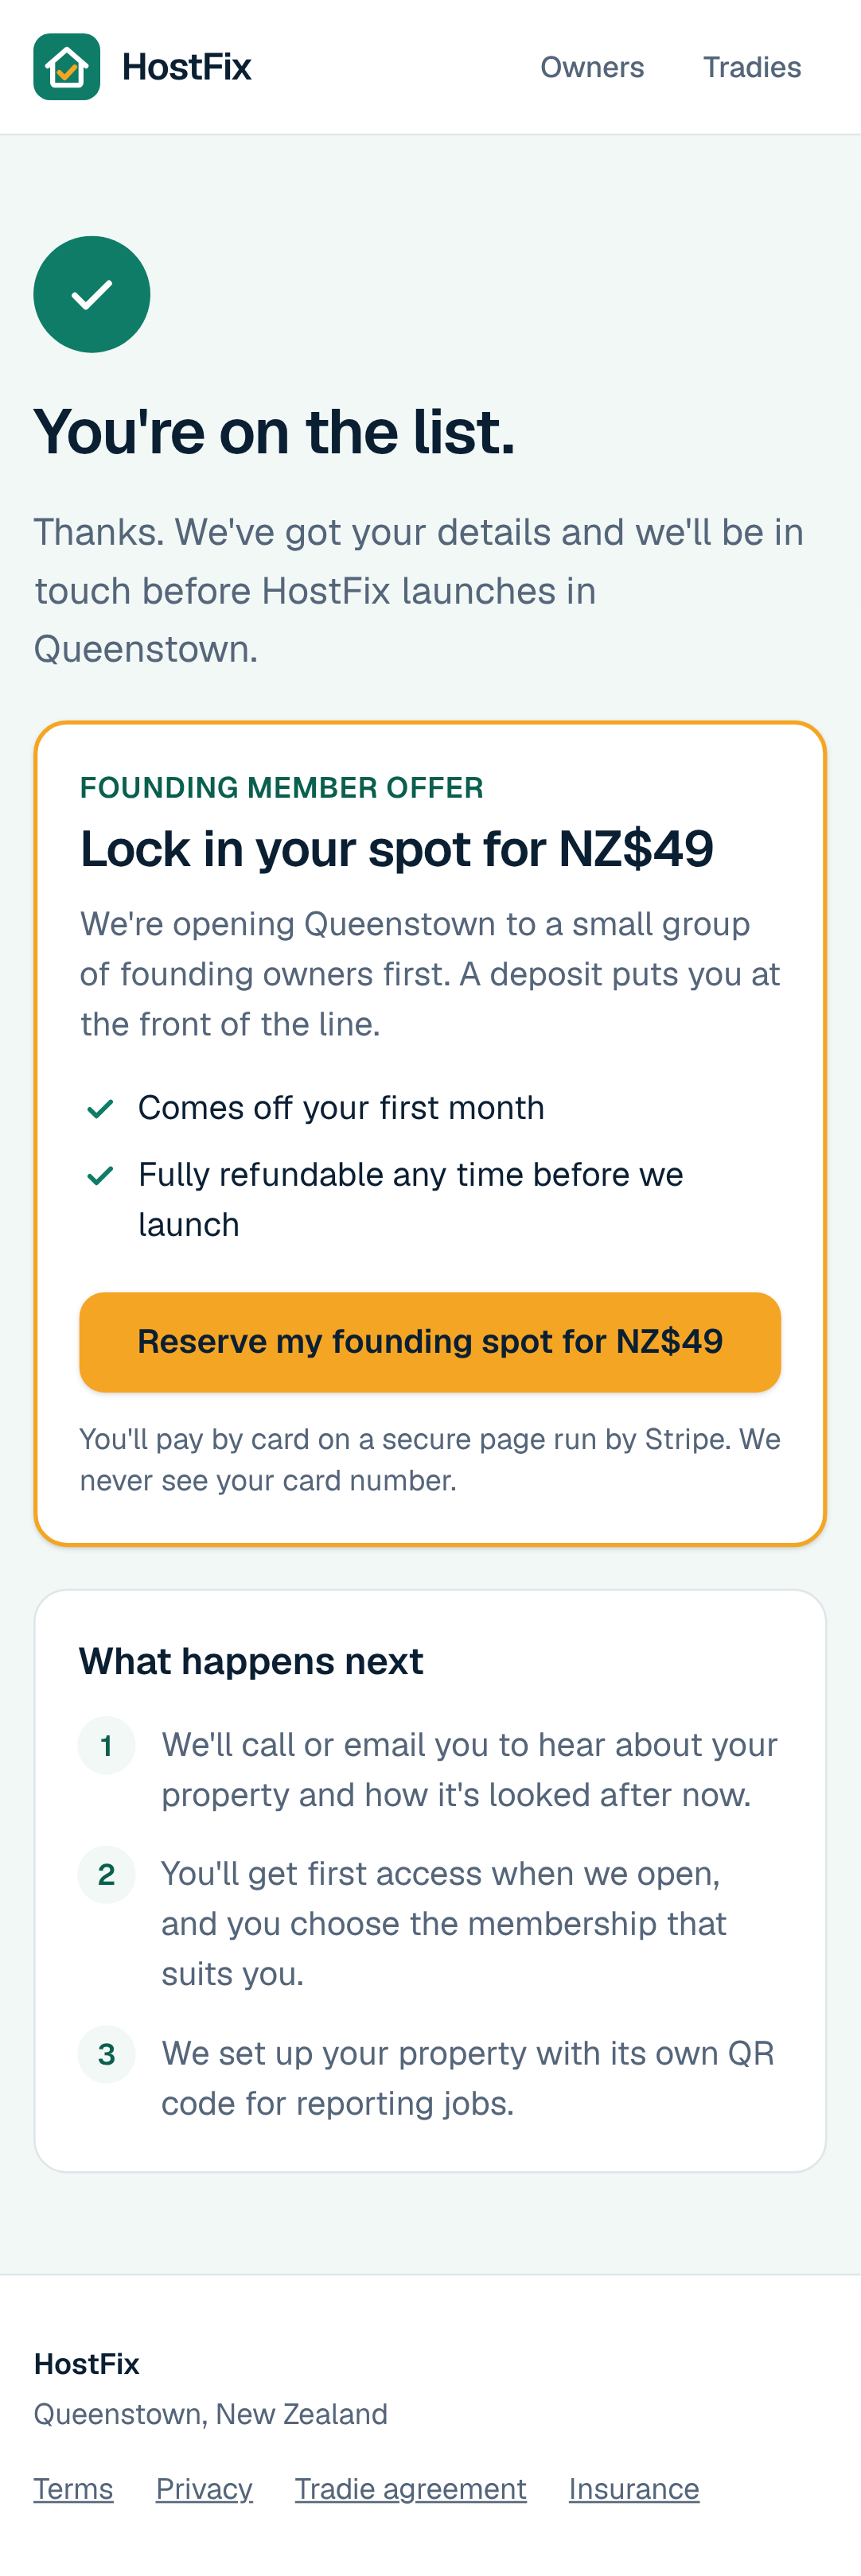 HostFix
Owners
Tradies
You're on the list.
Thanks. We've got your details and we'll be in
touch before HostFix launches in
Queenstown.
FOUNDING MEMBER OFFER
Lock in your spot for NZ$49
We're opening Queenstown to a small group
of founding owners first. A deposit puts you at
the front of the line.
Comes off your first month
Fully refundable any time before we
launch
Reserve my founding spot for NZ$49
You'll pay by card on a secure page run by Stripe. We
never see your card number.
What happens next
1 We'll call or email you to hear about your
property and how it's looked after now.
2 You'll get first access when we open,
and you choose the membership that
suits you.
3 We set up your property with its own QR
code for reporting jobs.
HostFix
Queenstown, New Zealand
Terms Privacy Tradie agreement Insurance